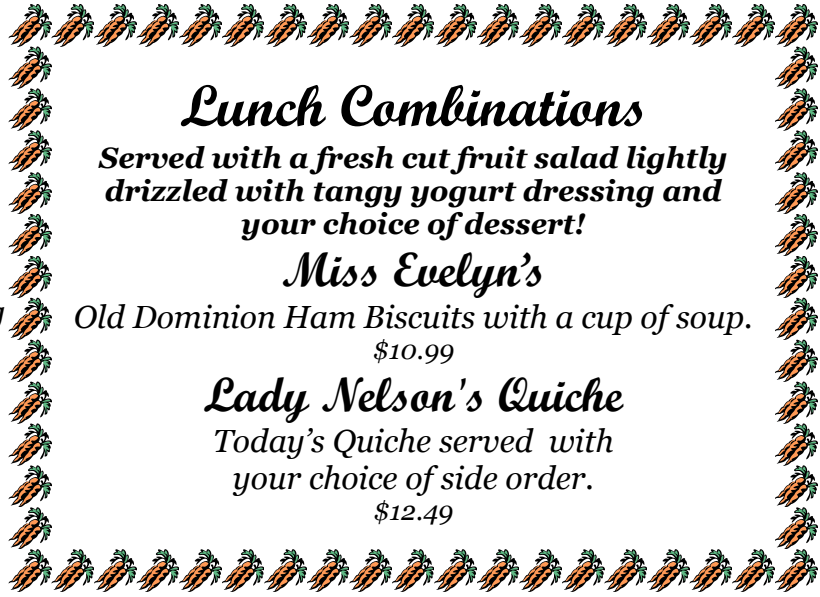 Lunch Combinations
Served with a fresh cut fruit salad lightly
drizzled with tangy yogurt dressing and
your choice of dessert!
Miss Evelyn's
Old Dominion Ham Biscuits with a cup of soup.
$10.99
Lady Nelson's Quiche
Today's Quiche served  with
your choice of side order.
$12.49